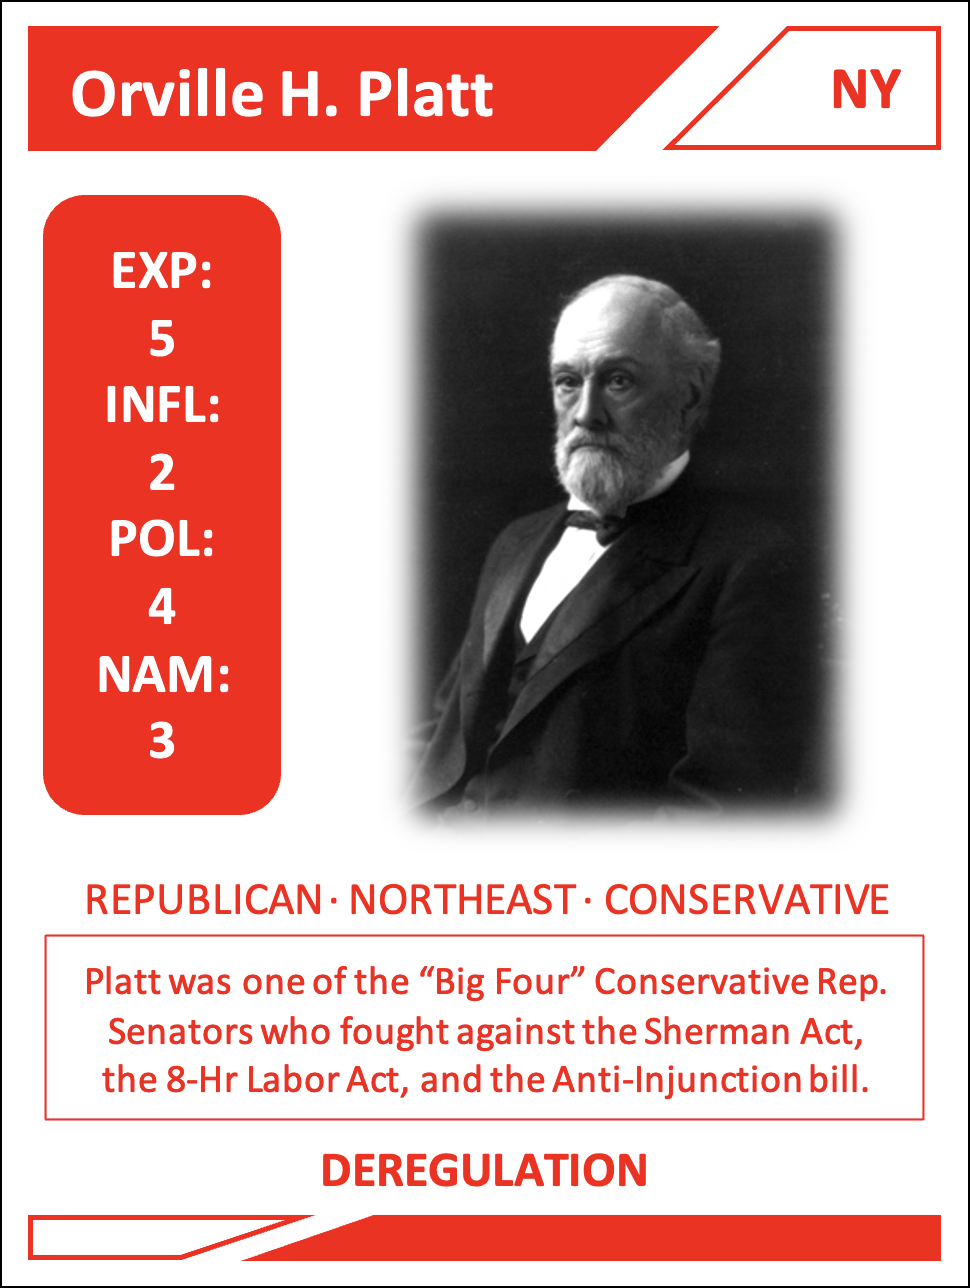 Orville H. Platt
NY
EXP:
5
INFL:
2
POL:
4
NAM:
3
REPUBLICAN · NORTHEAST · CONSERVATIVE
Platt was one of the “Big Four” Conservative Rep.
Senators who fought against the Sherman Act,
the 8-Hr Labor Act, and the Anti-Injunction bill.
DEREGULATION